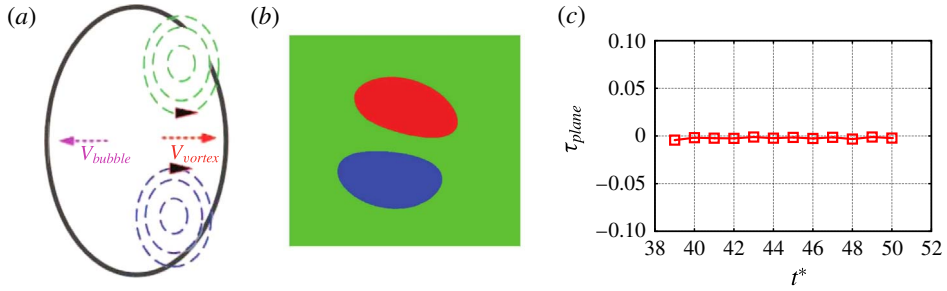 (a)
V_bubble
V_vortex
(b)
(c)
0.10
0.05
0
−0.05
−0.10
τ_plane
38 40 42 44 46 48 50 52
t*